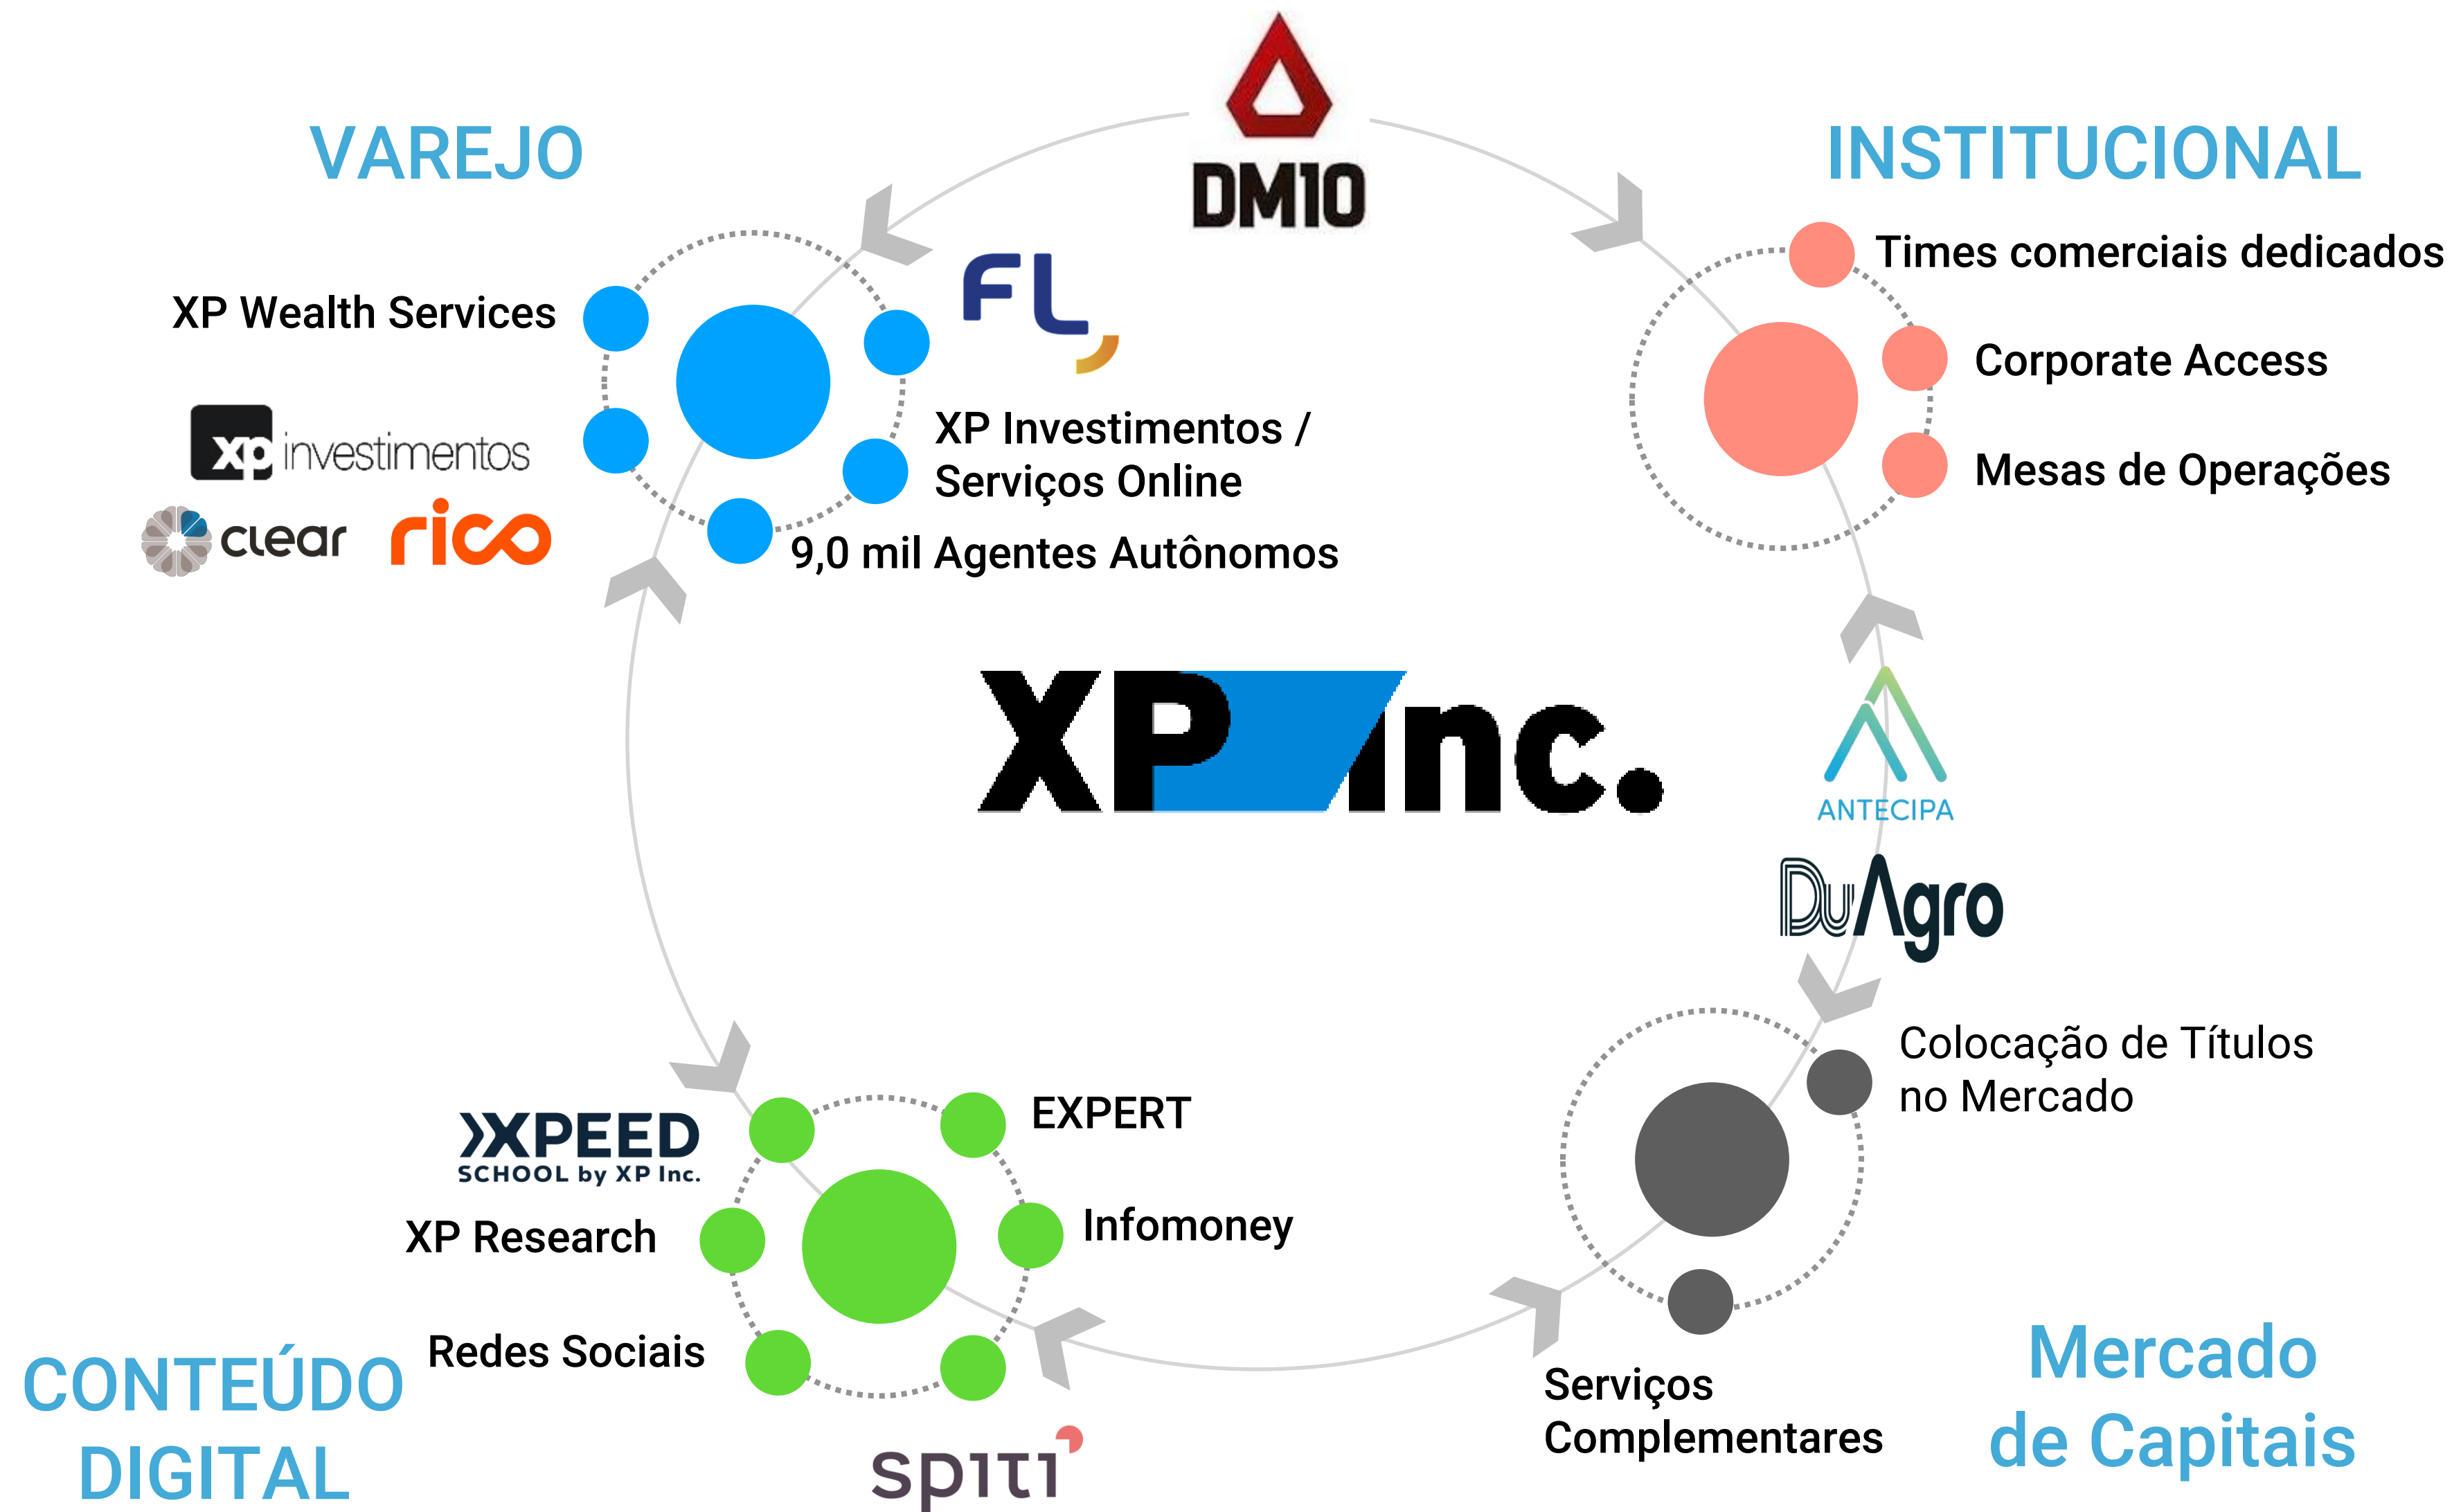 DM10
VAREJO
INSTITUCIONAL
XP Wealth Services
FL
xp investimentos
clear
rico
XP Investimentos /
Serviços Online
9,0 mil Agentes Autônomos
Times comerciais dedicados
Corporate Access
Mesas de Operações
XP Inc.
ANTECIPA
DuAgro
Colocação de Títulos
no Mercado
XPEED
SCHOOL by XP Inc.
EXPERT
XP Research
Infomoney
Redes Sociais
CONTEÚDO
DIGITAL
spiti
Serviços
Complementares
Mercado
de Capitais